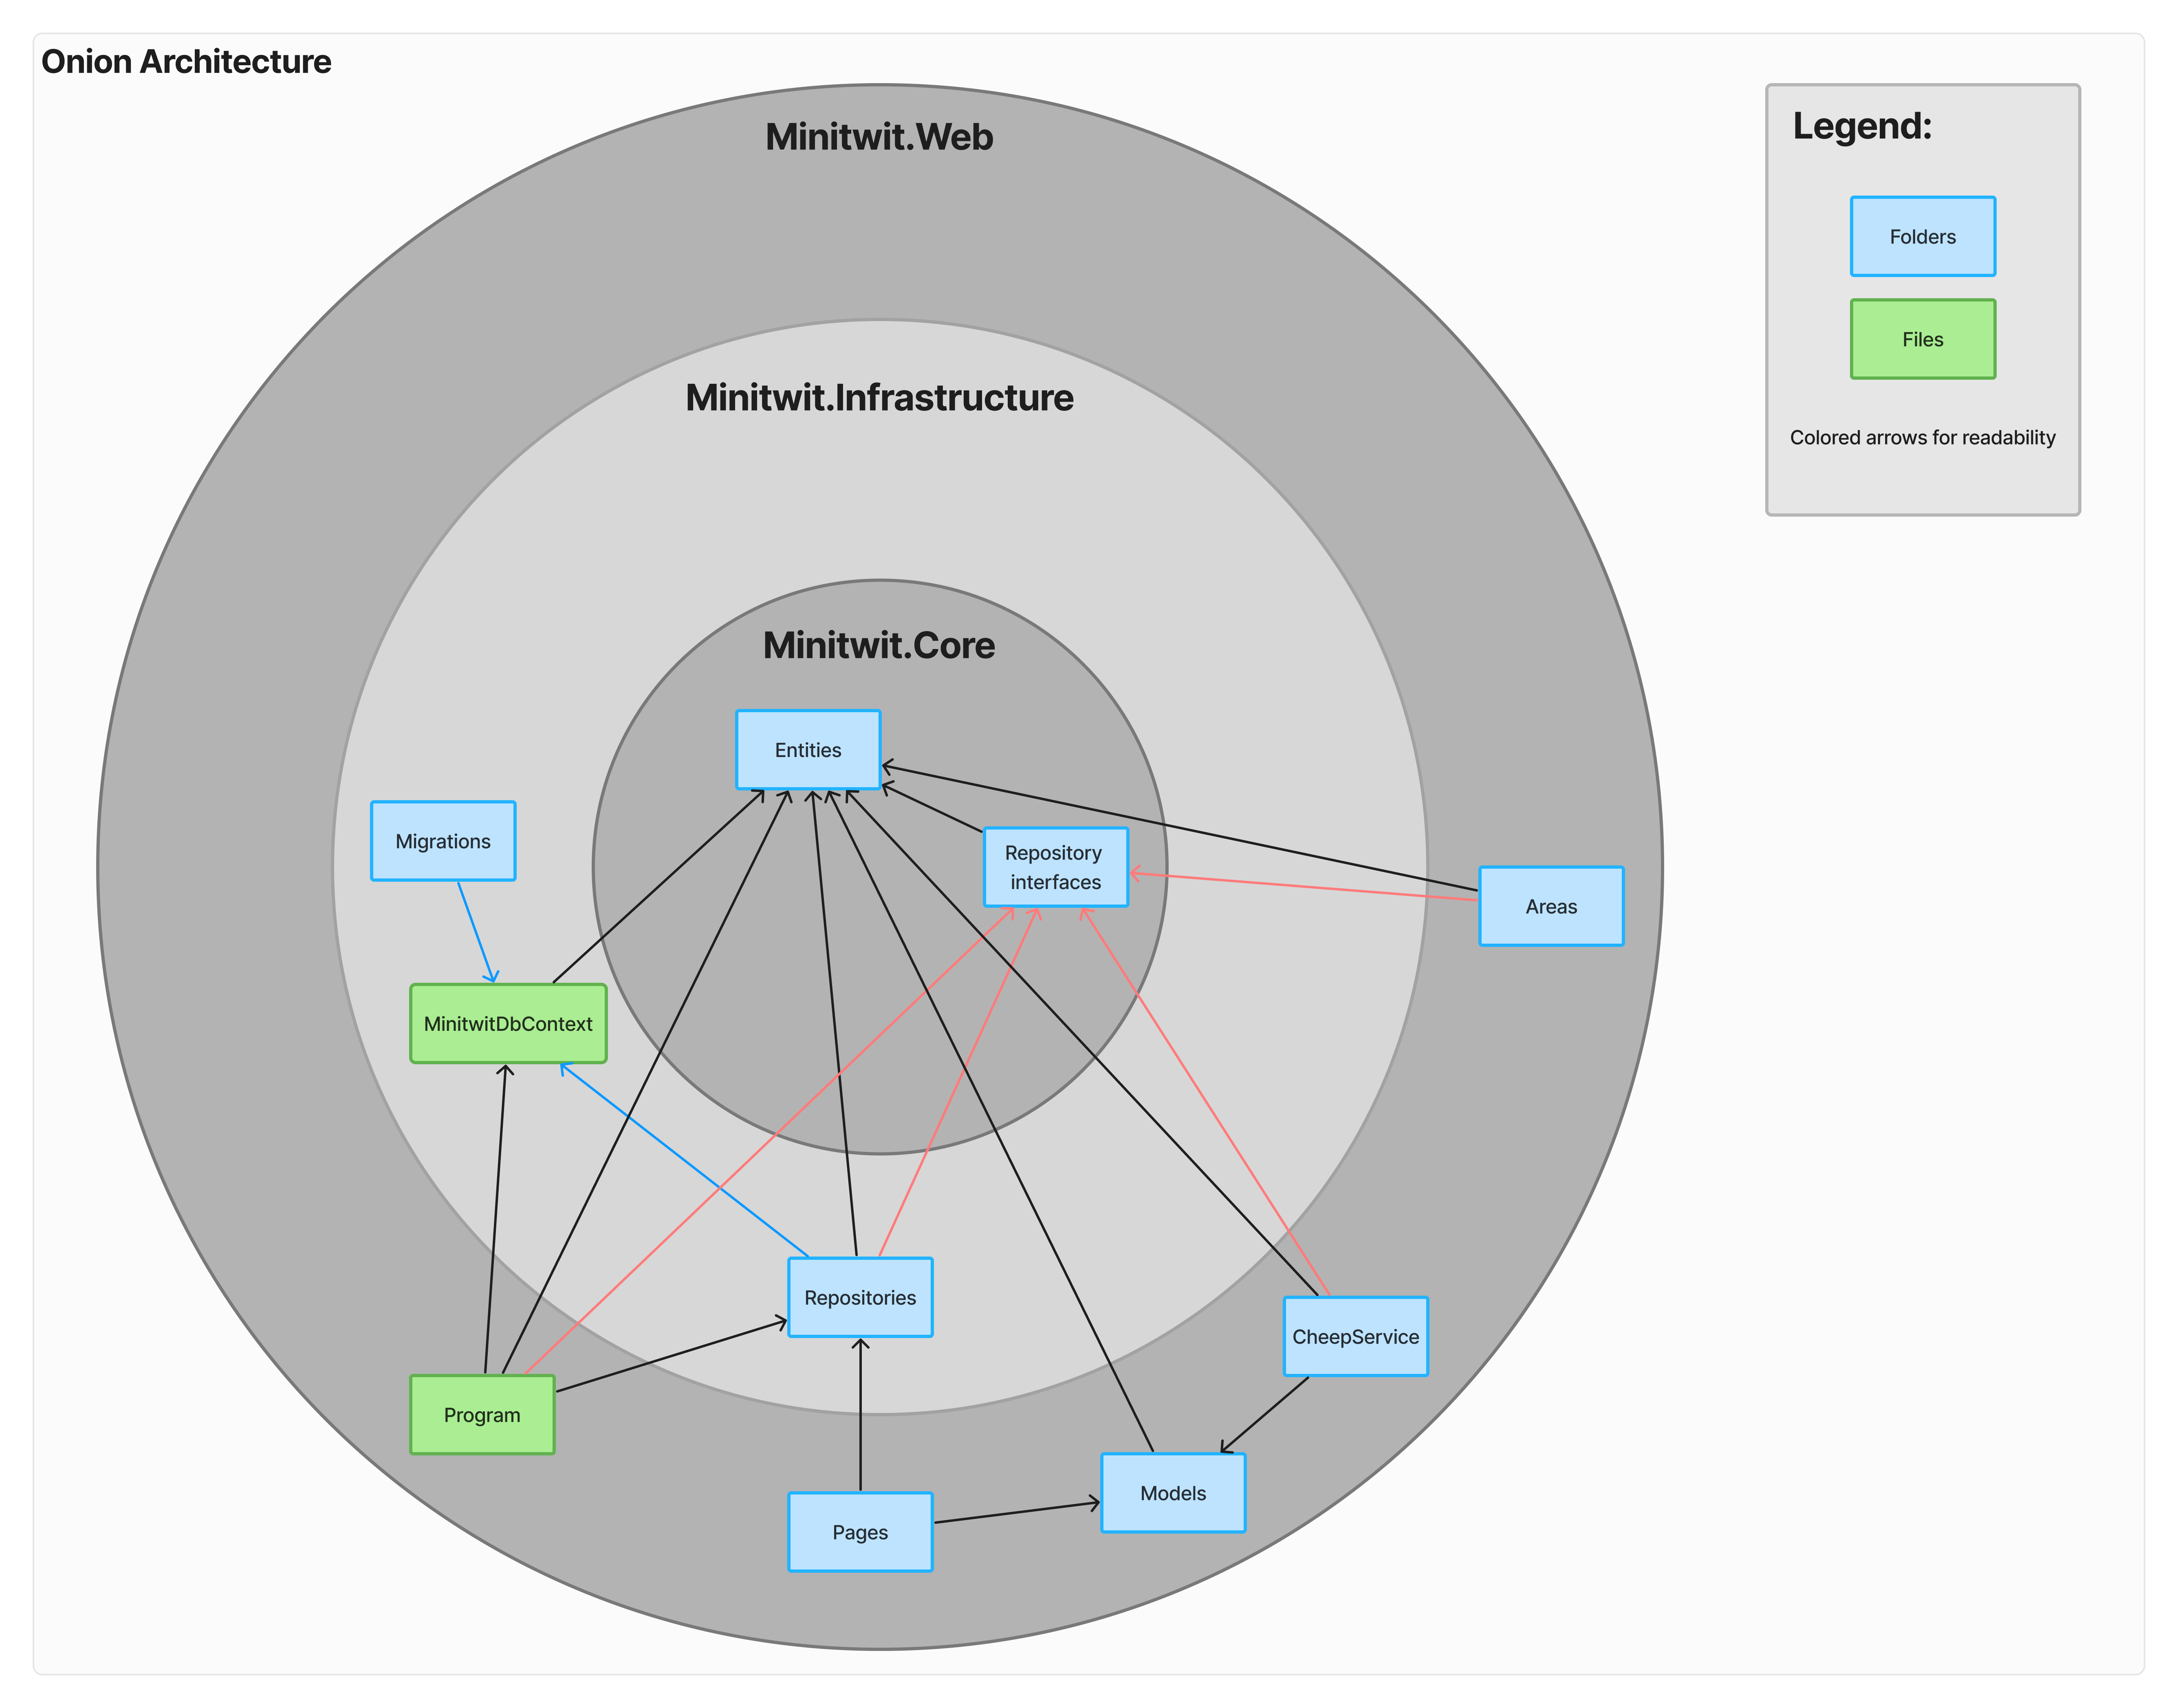 Onion Architecture
Minitwit.Web
Legend:
Folders
Files
Colored arrows for readability
Minitwit.Infrastructure
Minitwit.Core
Entities
Migrations
Repository
interfaces
Areas
MinitwitDbContext
Repositories
CheepService
Program
Models
Pages